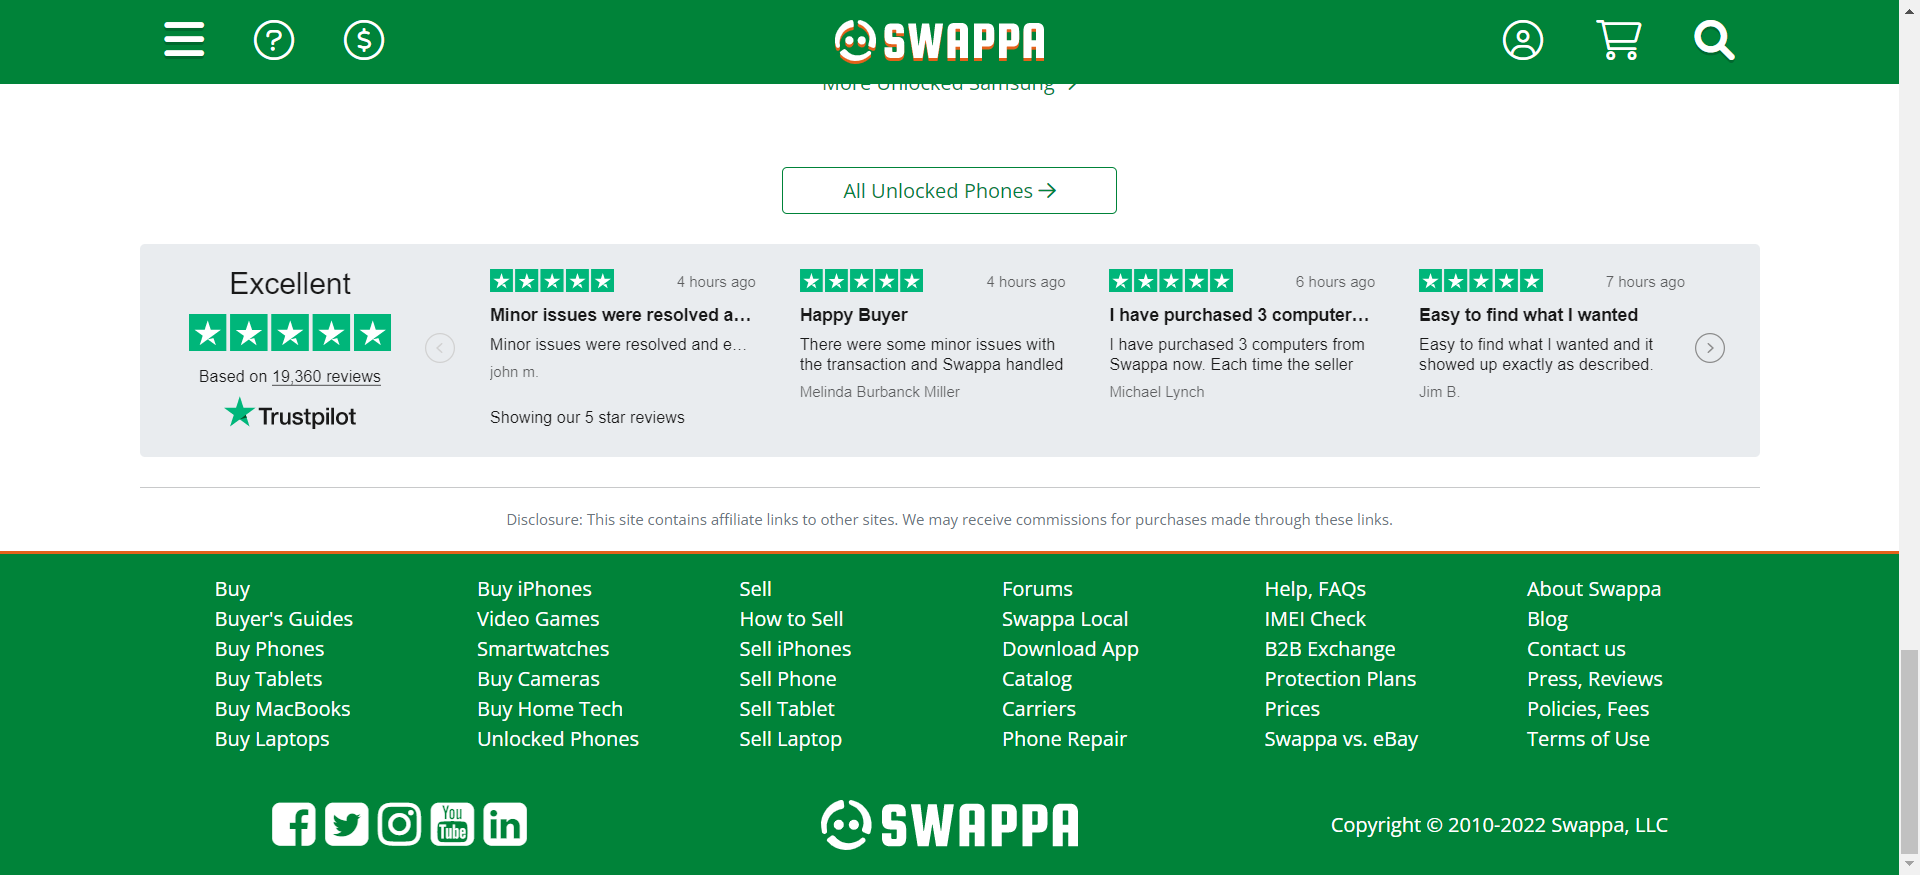 SWAPPA
More Unlocked Samsung
All Unlocked Phones
Excellent
Based on 19,360 reviews
Trustpilot
4 hours ago
Minor issues were resolved a...
Minor issues were resolved and e...
john m.
Showing our 5 star reviews
4 hours ago
Happy Buyer
There were some minor issues with
the transaction and Swappa handled
Melinda Burbanck Miller
6 hours ago
I have purchased 3 computer...
I have purchased 3 computers from
Swappa now. Each time the seller
Michael Lynch
7 hours ago
Easy to find what I wanted
Easy to find what I wanted and it
showed up exactly as described.
Jim B.
Disclosure: This site contains affiliate links to other sites. We may receive commissions for purchases made through these links.
Buy
Buyer's Guides
Buy Phones
Buy Tablets
Buy MacBooks
Buy Laptops
Buy iPhones
Video Games
Smartwatches
Buy Cameras
Buy Home Tech
Unlocked Phones
Sell
How to Sell
Sell iPhones
Sell Phone
Sell Tablet
Sell Laptop
Forums
Swappa Local
Download App
Catalog
Carriers
Phone Repair
Help, FAQs
IMEI Check
B2B Exchange
Protection Plans
Prices
Swappa vs. eBay
About Swappa
Blog
Contact us
Press, Reviews
Policies, Fees
Terms of Use
You
Tube
in
SWAPPA
Copyright © 2010-2022 Swappa, LLC